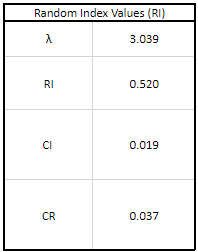 Random Index Values (RI)
λ 3.039
RI 0.520
CI 0.019
CR 0.037